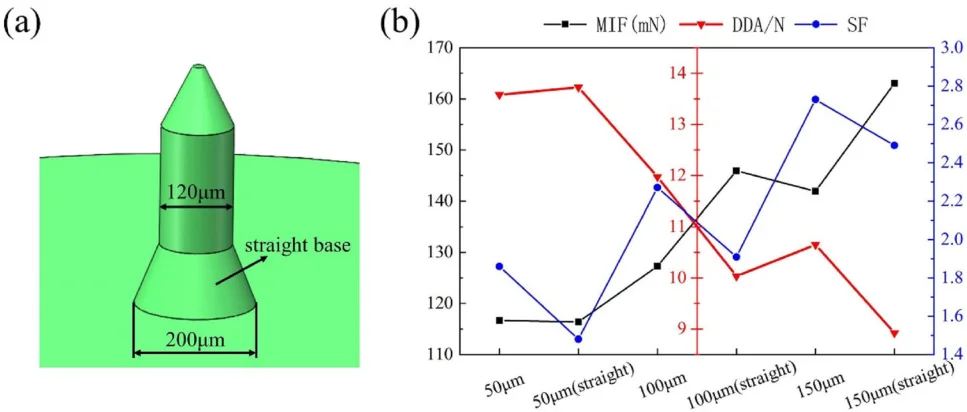 (a)
120μm
straight base
200μm
(b)
MIF(mN) DDA/N SF
170
160
150
140
130
120
110
14
13
12
11
10
9
3.0
2.8
2.6
2.4
2.2
2.0
1.8
1.6
1.4
50μm
50μm(straight)
100μm
100μm(straight)
150μm
150μm(straight)